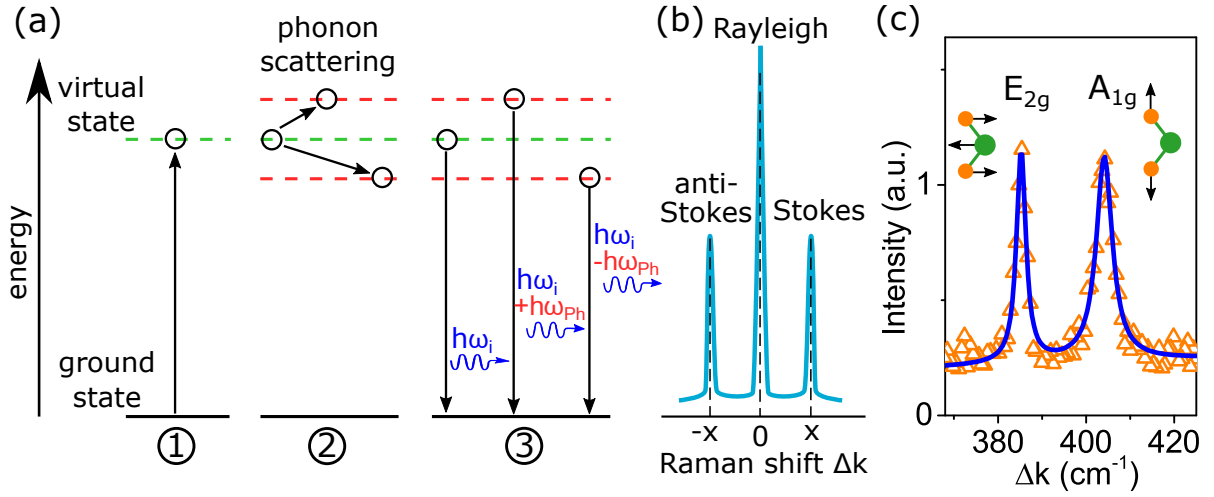 (a)
energy
virtual
state
ground
state
phonon
scattering
hωi
hωi
+hωPh
hωi
-hωPh
①
②
③
(b)
Rayleigh
anti-
Stokes
Stokes
-x
0
x
Raman shift Δk
(c)
Intensity (a.u.)
1
0
E2g
A1g
380
400
420
Δk (cm-1)